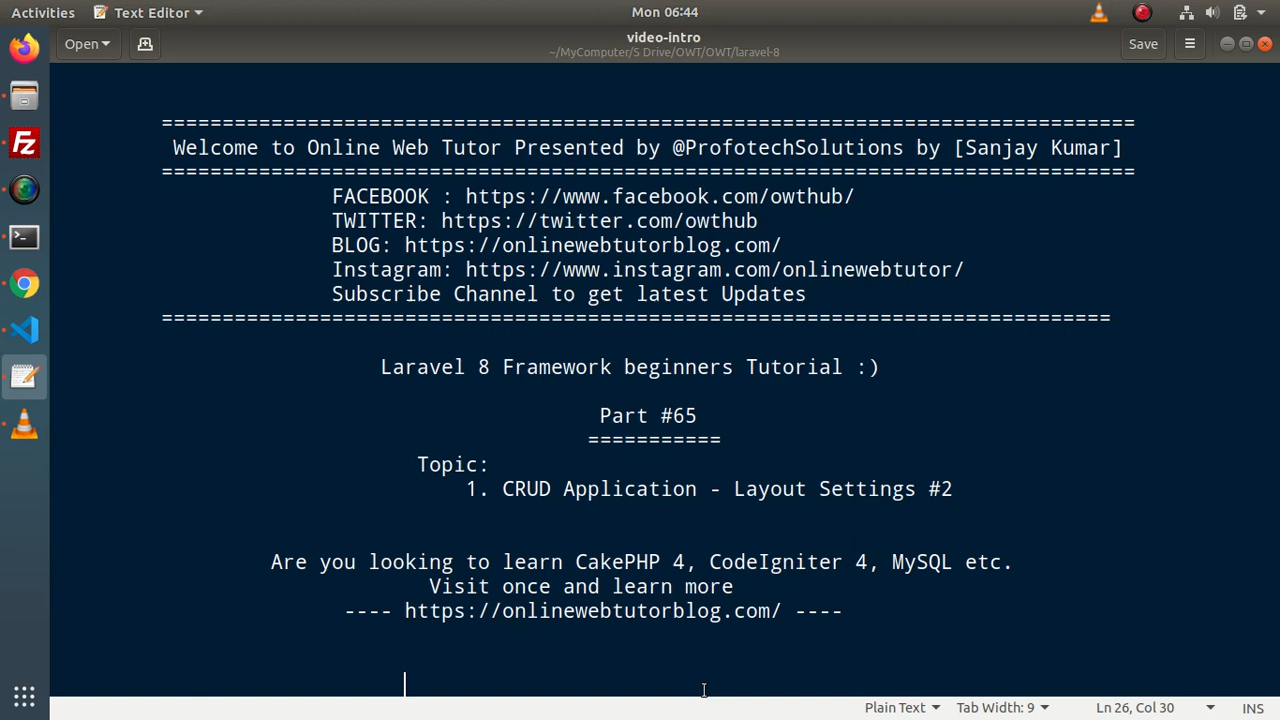 Activities
Text Editor
Mon 06:44
Open
video-intro
~/MyComputer/S Drive/OWT/OWT/laravel-8
Save
================================================================================
Welcome to Online Web Tutor Presented by @ProfotechSolutions by [Sanjay Kumar]
================================================================================
FACEBOOK : https://www.facebook.com/owthub/
TWITTER: https://twitter.com/owthub
BLOG: https://onlinewebtutorblog.com/
Instagram: https://www.instagram.com/onlinewebtutor/
Subscribe Channel to get latest Updates
==============================================================================
Laravel 8 Framework beginners Tutorial :)
Part #65
===========
Topic:
1. CRUD Application - Layout Settings #2
Are you looking to learn CakePHP 4, CodeIgniter 4, MySQL etc.
Visit once and learn more
---- https://onlinewebtutorblog.com/ ----
Plain Text
Tab Width: 9
Ln 26, Col 30
INS